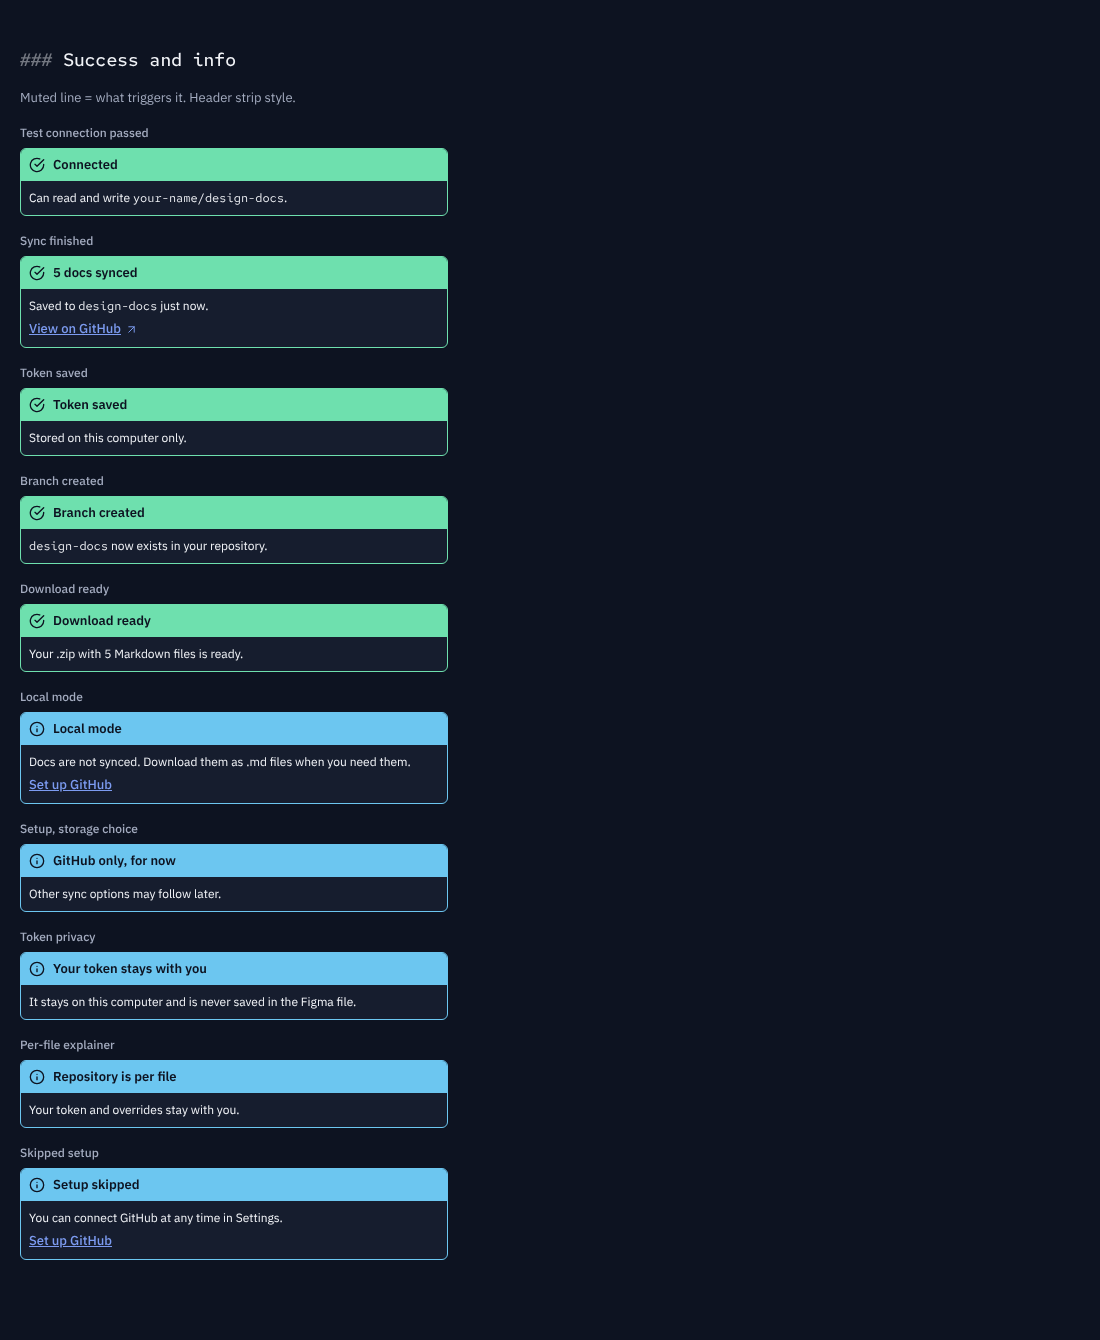 ### Success and info
Muted line = what triggers it. Header strip style.
Test connection passed
Connected
Can read and write your-name/design-docs.
Sync finished
5 docs synced
Saved to design-docs just now.
View on GitHub ↗
Token saved
Token saved
Stored on this computer only.
Branch created
Branch created
design-docs now exists in your repository.
Download ready
Download ready
Your .zip with 5 Markdown files is ready.
Local mode
Local mode
Docs are not synced. Download them as .md files when you need them.
Set up GitHub
Setup, storage choice
GitHub only, for now
Other sync options may follow later.
Token privacy
Your token stays with you
It stays on this computer and is never saved in the Figma file.
Per-file explainer
Repository is per file
Your token and overrides stay with you.
Skipped setup
Setup skipped
You can connect GitHub at any time in Settings.
Set up GitHub